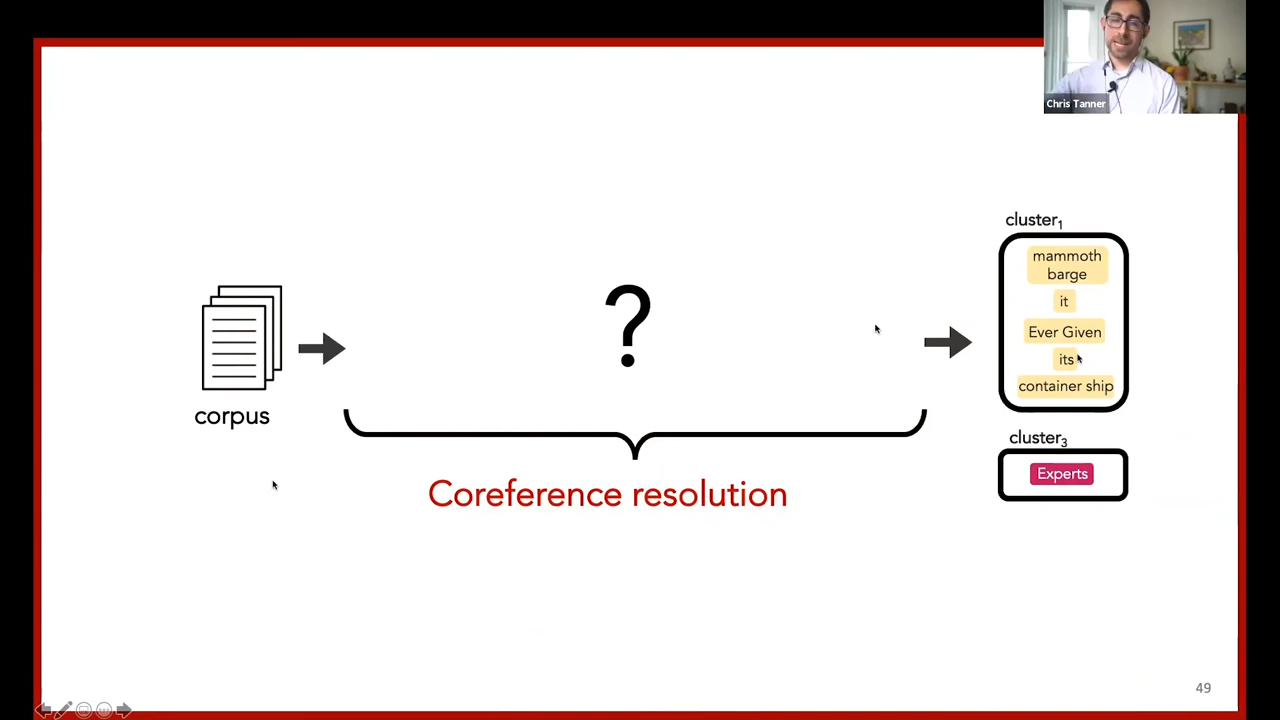 Chris Tanner
cluster1
mammoth
barge
it
?
Ever Given
its
container ship
corpus
cluster3
Experts
Coreference resolution
49